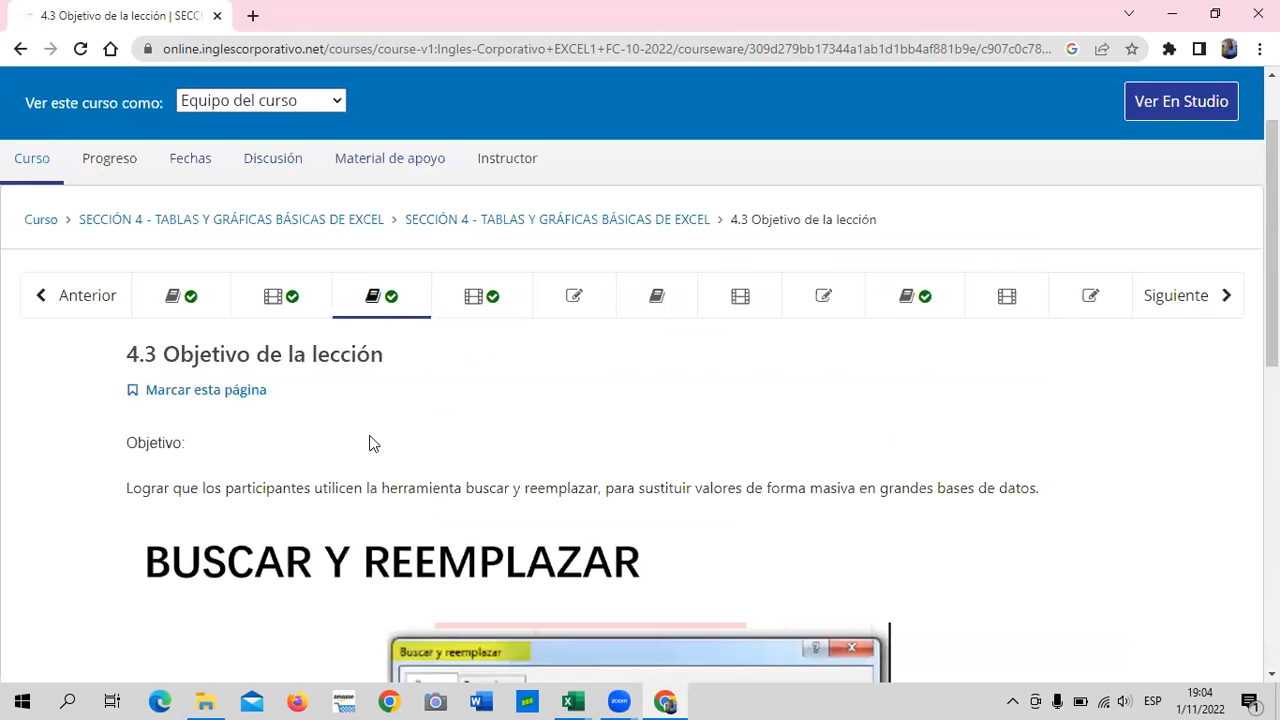 4.3 Objetivo de la lección | SECC
online.inglescorporativo.net/courses/course-v1:Ingles-Corporativo+EXCEL1+FC-10-2022/courseware/309d279bb17344a1ab1d1bb4af851b9e/c907c0c78...
Ver este curso como: Equipo del curso
Ver En Studio
Curso Progreso Fechas Discusión Material de apoyo Instructor
Curso > SECCIÓN 4 - TABLAS Y GRÁFICAS BÁSICAS DE EXCEL > SECCIÓN 4 - TABLAS Y GRÁFICAS BÁSICAS DE EXCEL > 4.3 Objetivo de la lección
Anterior Siguiente
4.3 Objetivo de la lección
Marcar esta página
Objetivo:
Lograr que los participantes utilicen la herramienta buscar y reemplazar, para sustituir valores de forma masiva en grandes bases de datos.
BUSCAR Y REEMPLAZAR
Buscar y reemplazar
amazon
zoom
ESP
19:04
1/11/2022